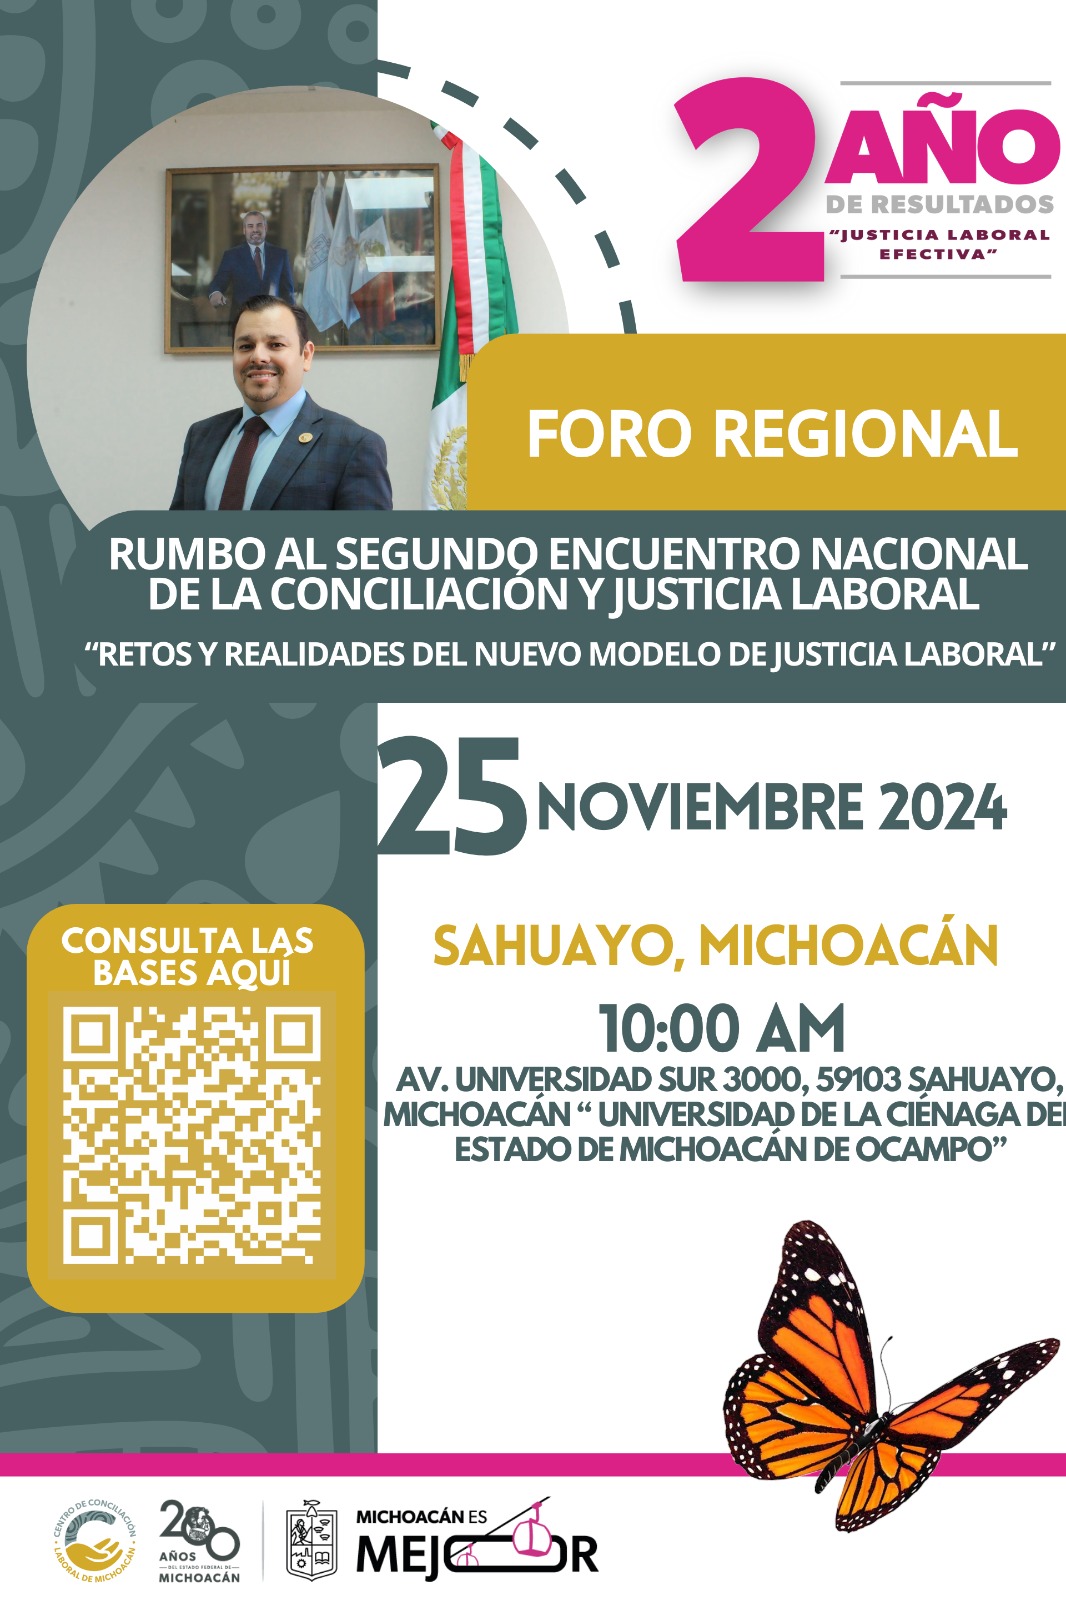 2 AÑO
DE RESULTADOS
“JUSTICIA LABORAL
EFECTIVA”
FORO REGIONAL
RUMBO AL SEGUNDO ENCUENTRO NACIONAL
DE LA CONCILIACIÓN Y JUSTICIA LABORAL
“RETOS Y REALIDADES DEL NUEVO MODELO DE JUSTICIA LABORAL”
25 NOVIEMBRE 2024
CONSULTA LAS
BASES AQUÍ
SAHUAYO, MICHOACÁN
10:00 AM
AV. UNIVERSIDAD SUR 3000, 59103 SAHUAYO,
MICHOACÁN “ UNIVERSIDAD DE LA CIÉNAGA DEL
ESTADO DE MICHOACÁN DE OCAMPO”
CENTRO DE CONCILIACIÓN
LABORAL DE MICHOACÁN
200
AÑOS
DEL ESTADO FEDERAL DE
MICHOACÁN
MICHOACÁN ES
MEJOR